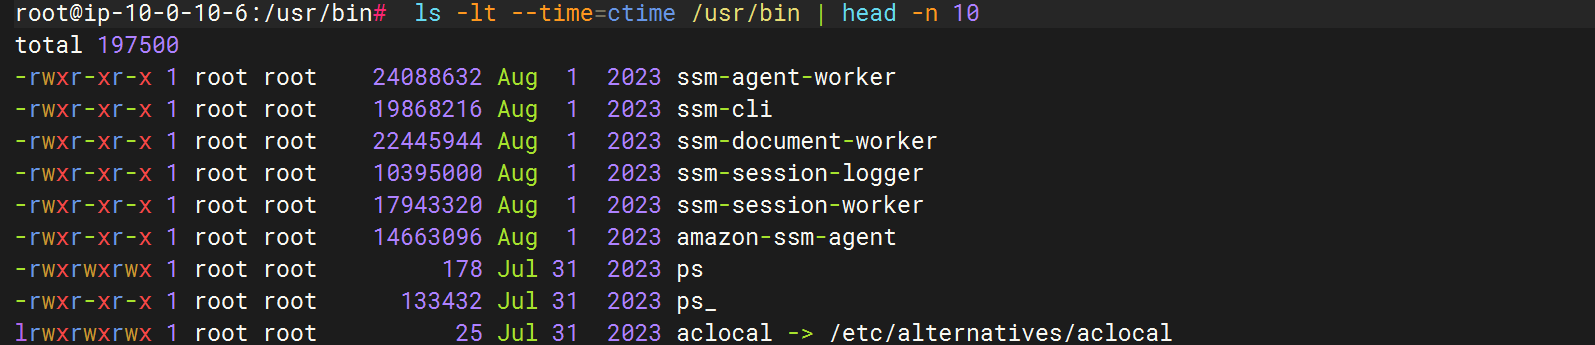 root@ip-10-0-10-6:/usr/bin#  ls -lt --time=ctime /usr/bin | head -n 10
total 197500
-rwxr-xr-x 1 root root    24088632 Aug  1  2023 ssm-agent-worker
-rwxr-xr-x 1 root root    19868216 Aug  1  2023 ssm-cli
-rwxr-xr-x 1 root root    22445944 Aug  1  2023 ssm-document-worker
-rwxr-xr-x 1 root root    10395000 Aug  1  2023 ssm-session-logger
-rwxr-xr-x 1 root root    17943320 Aug  1  2023 ssm-session-worker
-rwxr-xr-x 1 root root    14663096 Aug  1  2023 amazon-ssm-agent
-rwxrwxrwx 1 root root         178 Jul 31  2023 ps
-rwxr-xr-x 1 root root      133432 Jul 31  2023 ps_
lrwxrwxrwx 1 root root          25 Jul 31  2023 aclocal -> /etc/alternatives/aclocal